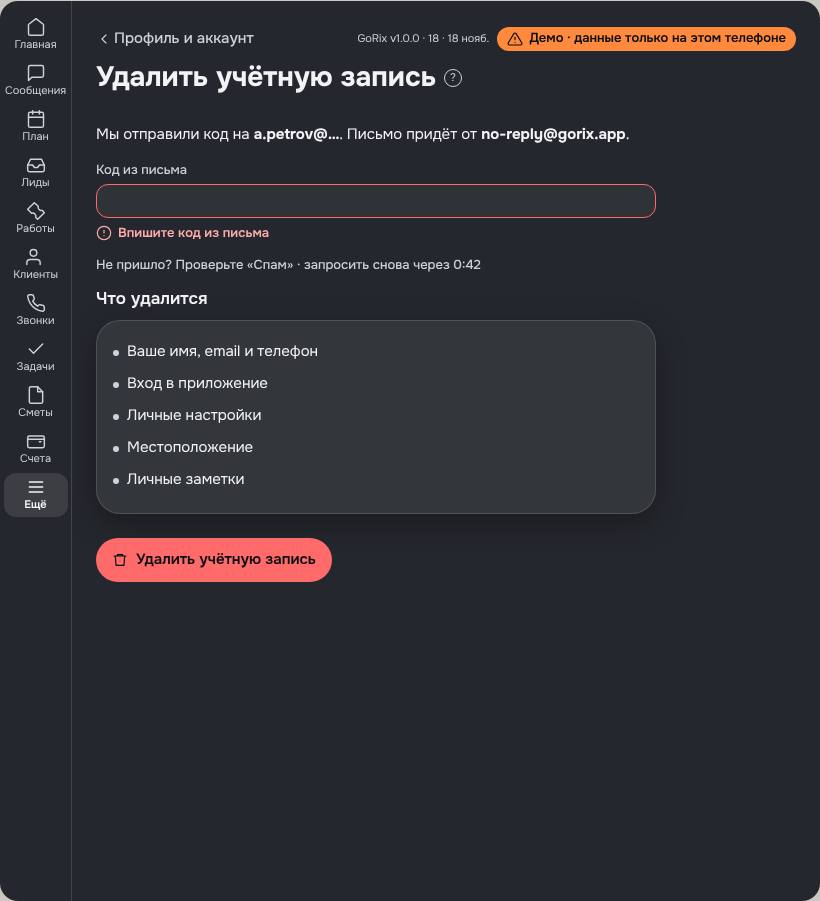 Главная
Сообщения
План
Лиды
Работы
Клиенты
Звонки
Задачи
Сметы
Счета
Ещё
Профиль и аккаунт
GoRix v1.0.0 · 18 · 18 нояб.
Демо · данные только на этом телефоне
Удалить учётную запись ?
Мы отправили код на a.petrov@…. Письмо придёт от no-reply@gorix.app.
Код из письма
Впишите код из письма
Не пришло? Проверьте «Спам» · запросить снова через 0:42
Что удалится
Ваше имя, email и телефон
Вход в приложение
Личные настройки
Местоположение
Личные заметки
Удалить учётную запись